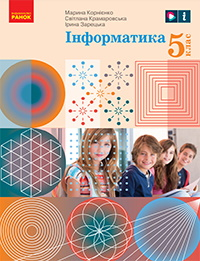 РАНОК
Марина Корнієнко
Світлана Крамаровська
Ірина Зарецька
Інформатика
5
клас